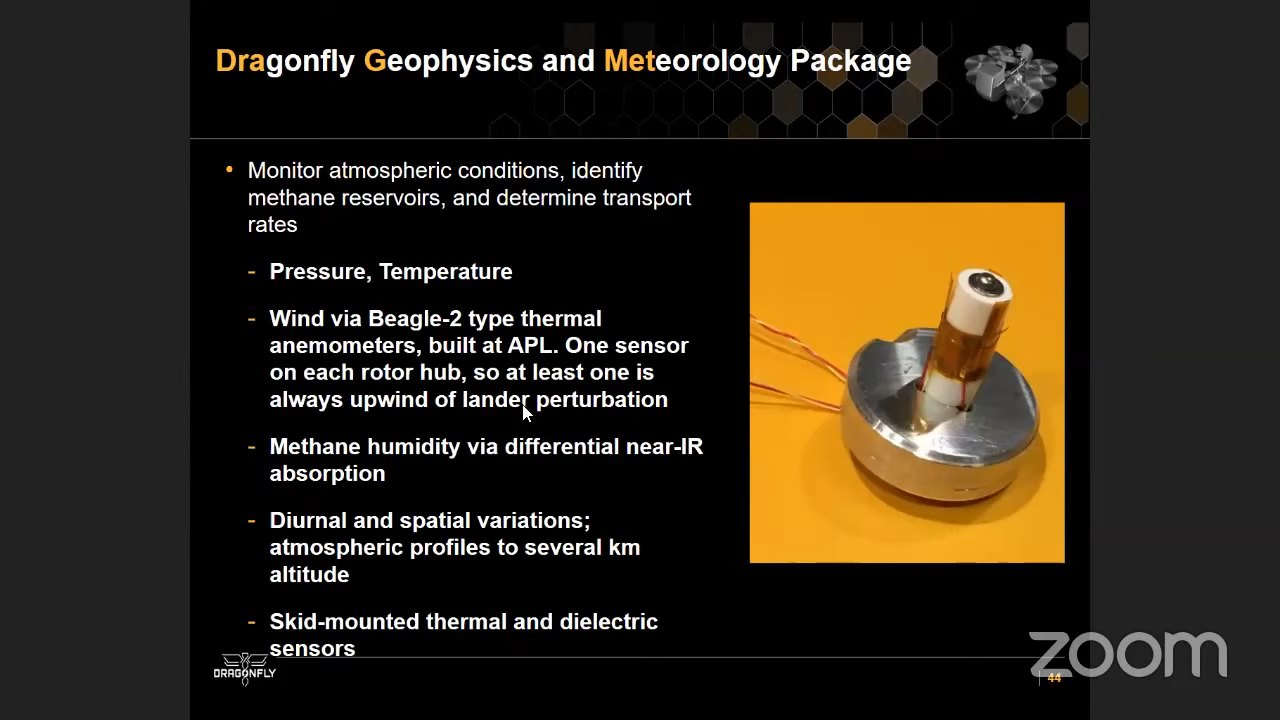 Dragonfly Geophysics and Meteorology Package
• Monitor atmospheric conditions, identify
methane reservoirs, and determine transport
rates
- Pressure, Temperature
- Wind via Beagle-2 type thermal
anemometers, built at APL. One sensor
on each rotor hub, so at least one is
always upwind of lander perturbation
- Methane humidity via differential near-IR
absorption
- Diurnal and spatial variations;
atmospheric profiles to several km
altitude
- Skid-mounted thermal and dielectric
sensors
DRAGONFLY
44
zoom